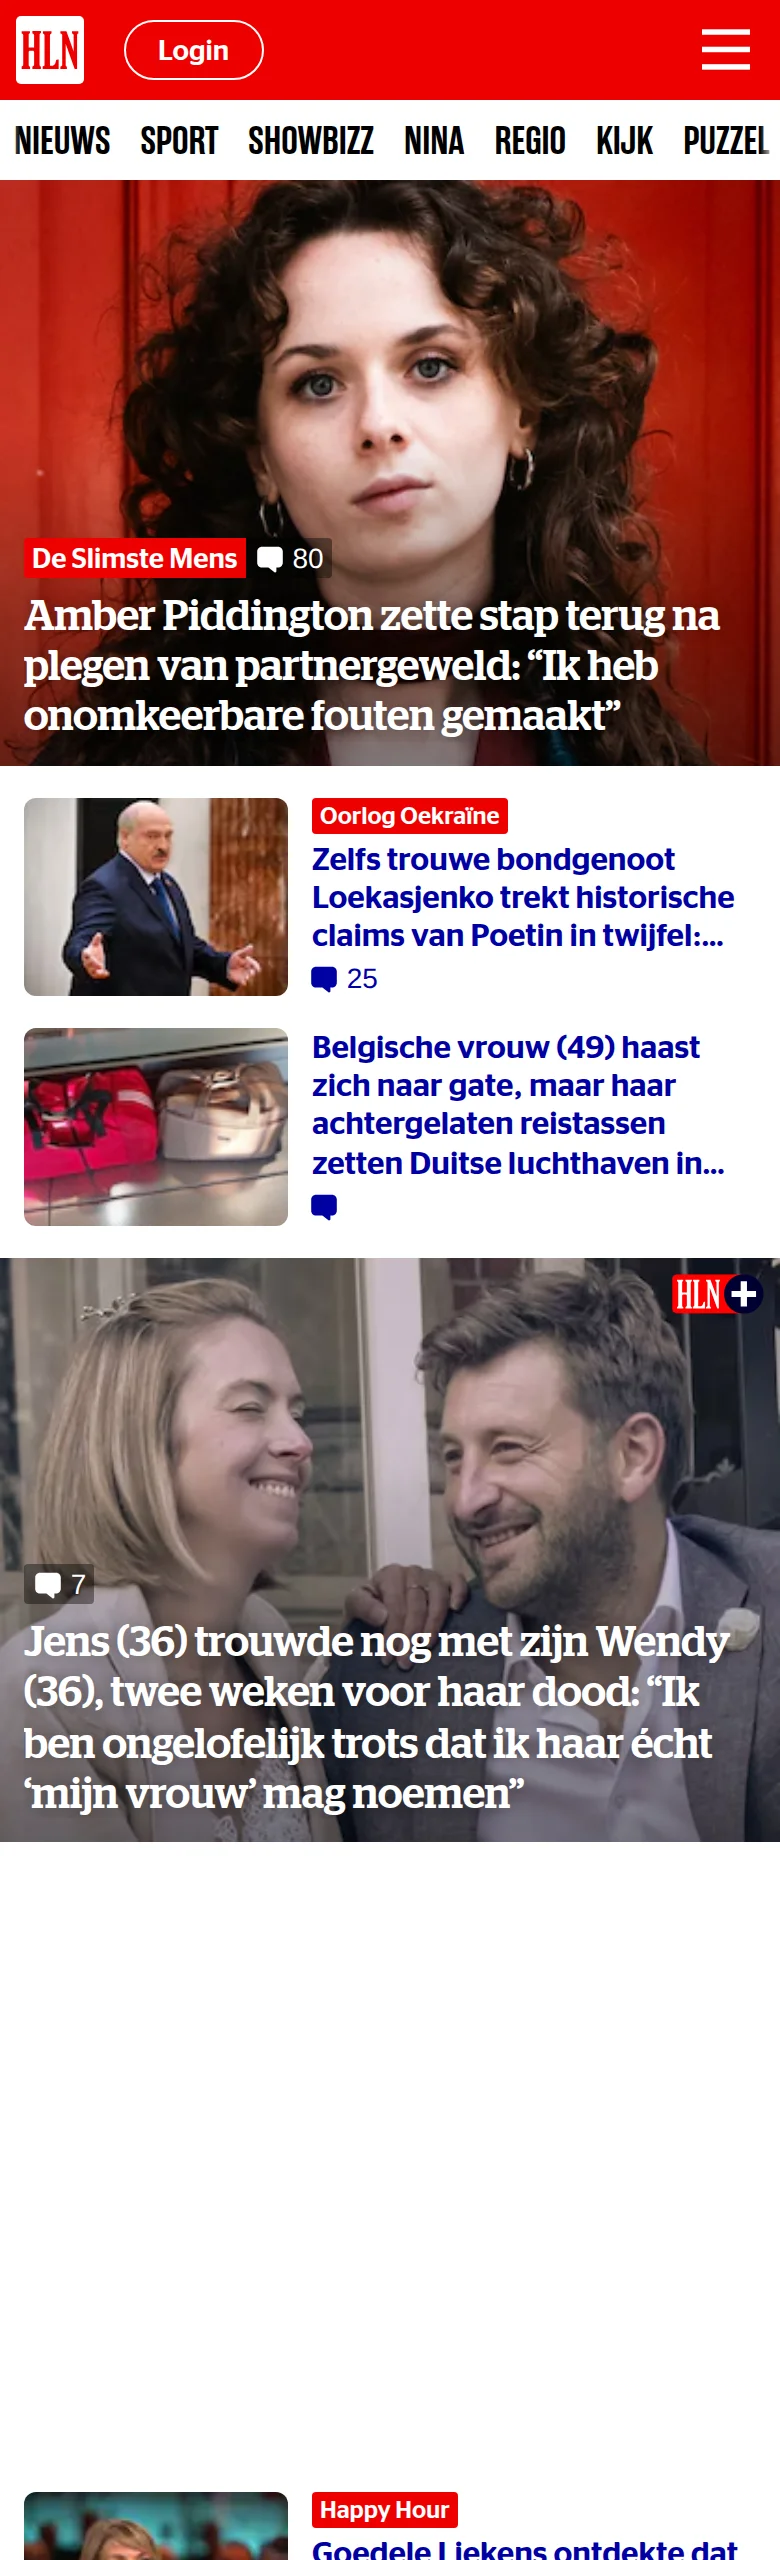 HLN
Login
NIEUWS SPORT SHOWBIZZ NINA REGIO KIJK PUZZEL
De Slimste Mens 80
Amber Piddington zette stap terug na
plegen van partnergeweld: “Ik heb
onomkeerbare fouten gemaakt”
Oorlog Oekraïne
Zelfs trouwe bondgenoot
Loekasjenko trekt historische
claims van Poetin in twijfel:...
25
Belgische vrouw (49) haast
zich naar gate, maar haar
achtergelaten reistassen
zetten Duitse luchthaven in...
HLN+
7
Jens (36) trouwde nog met zijn Wendy
(36), twee weken voor haar dood: “Ik
ben ongelofelijk trots dat ik haar écht
‘mijn vrouw’ mag noemen”
Happy Hour
Goedele Liekens ontdekte dat